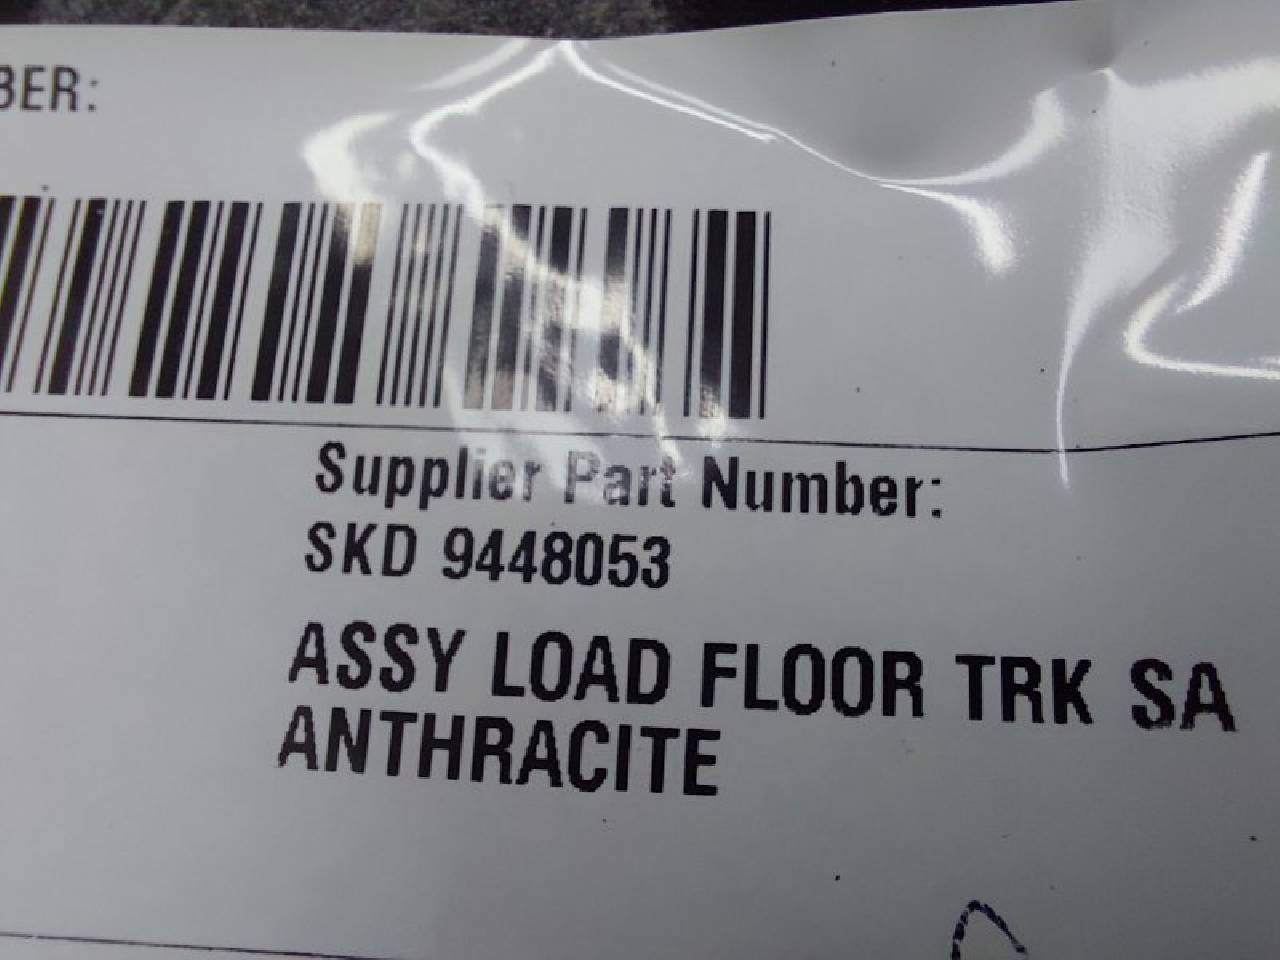 BER:
Supplier Part Number:
SKD 9448053
ASSY LOAD FLOOR TRK SA
ANTHRACITE